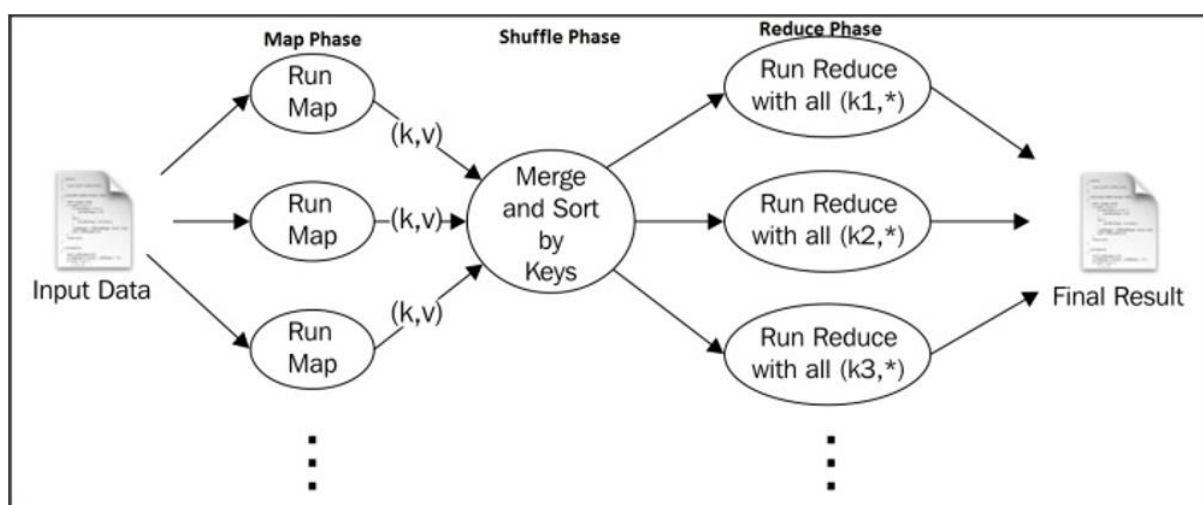 Map Phase
Shuffle Phase
Reduce Phase
Run
Map
(k,v)
Run Reduce
with all (k1,*)
Input Data
Run
Map
(k,v)
Merge
and Sort
by
Keys
Run Reduce
with all (k2,*)
Final Result
Run
Map
(k,v)
Run Reduce
with all (k3,*)